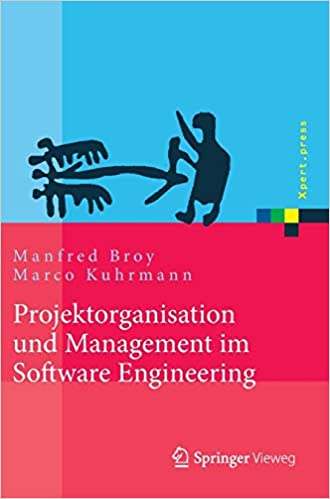 Xpert.press
Manfred Broy
Marco Kuhrmann
Projektorganisation
und Management im
Software Engineering
Springer Vieweg